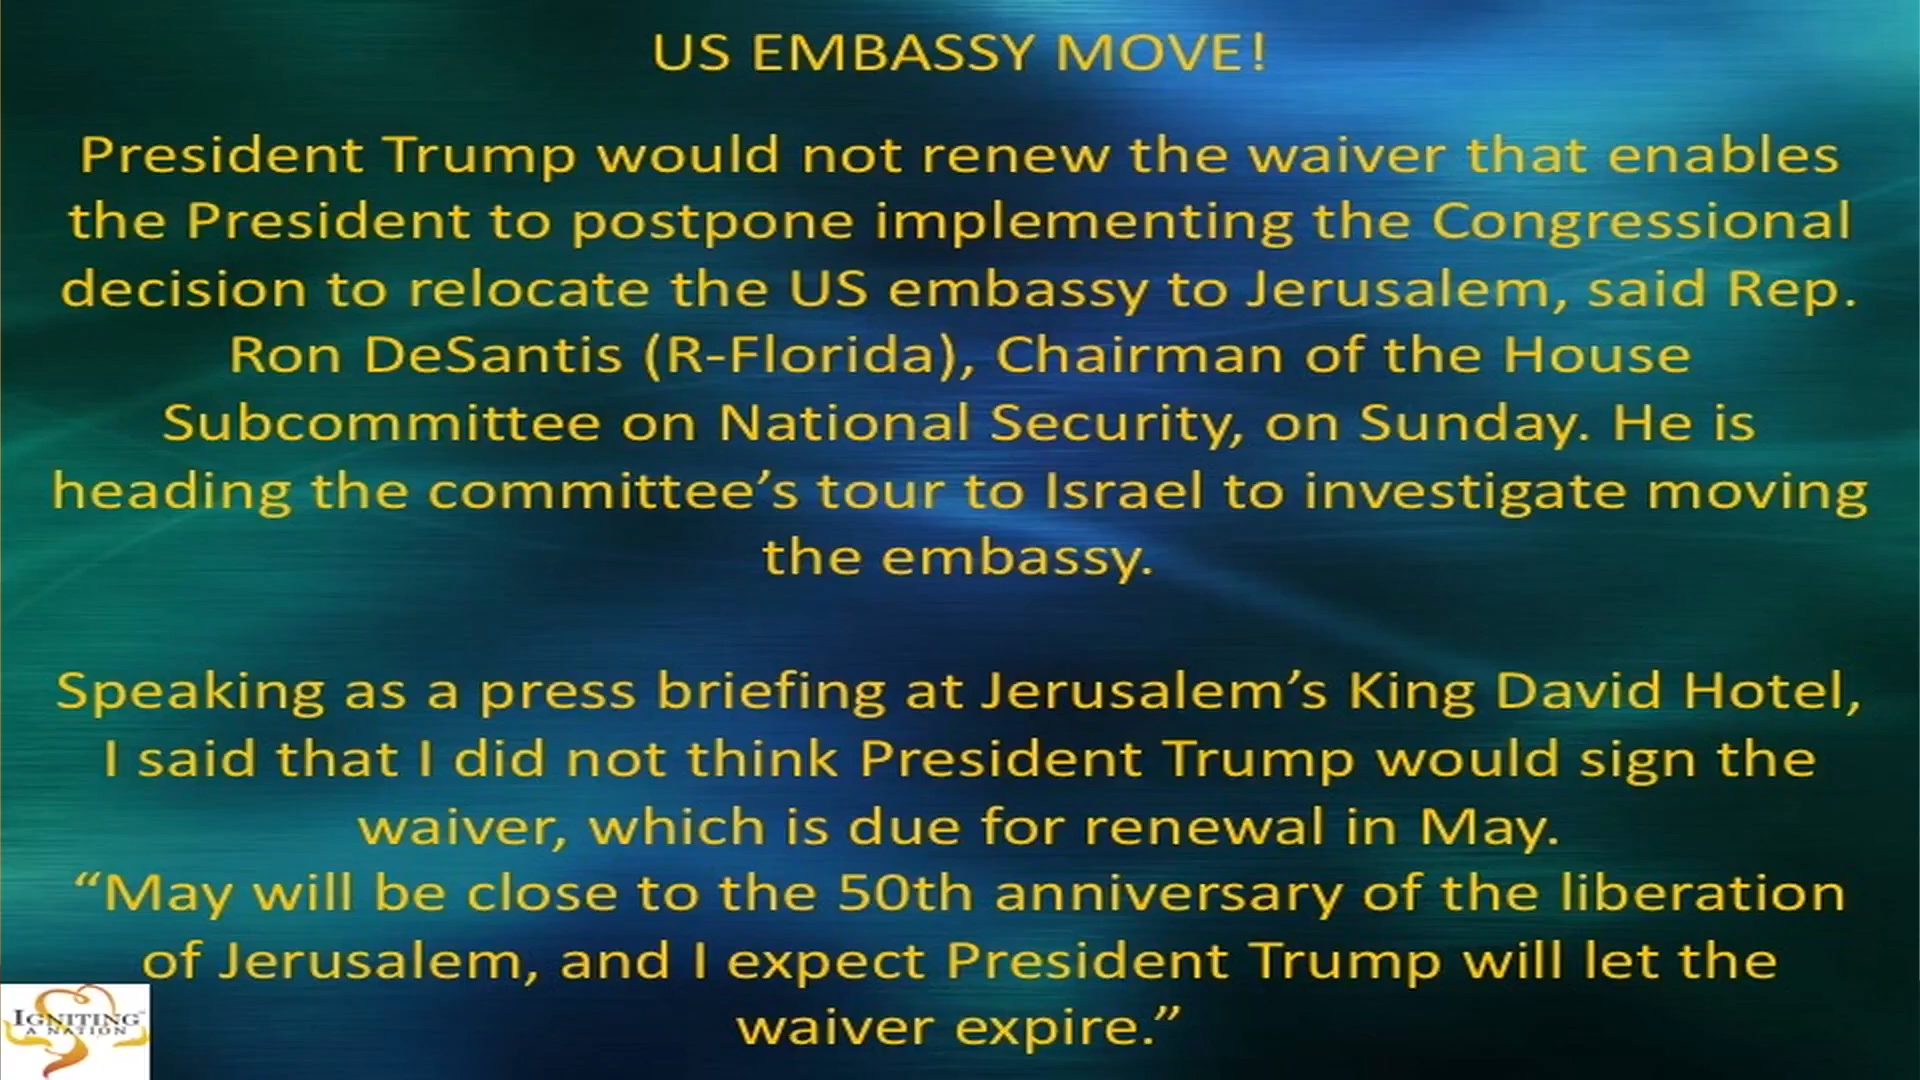 US EMBASSY MOVE!
President Trump would not renew the waiver that enables
the President to postpone implementing the Congressional
decision to relocate the US embassy to Jerusalem, said Rep.
Ron DeSantis (R-Florida), Chairman of the House
Subcommittee on National Security, on Sunday. He is
heading the committee’s tour to Israel to investigate moving
the embassy.
Speaking as a press briefing at Jerusalem’s King David Hotel,
I said that I did not think President Trump would sign the
waiver, which is due for renewal in May.
“May will be close to the 50th anniversary of the liberation
of Jerusalem, and I expect President Trump will let the
waiver expire.”
IGNITING
A NATION